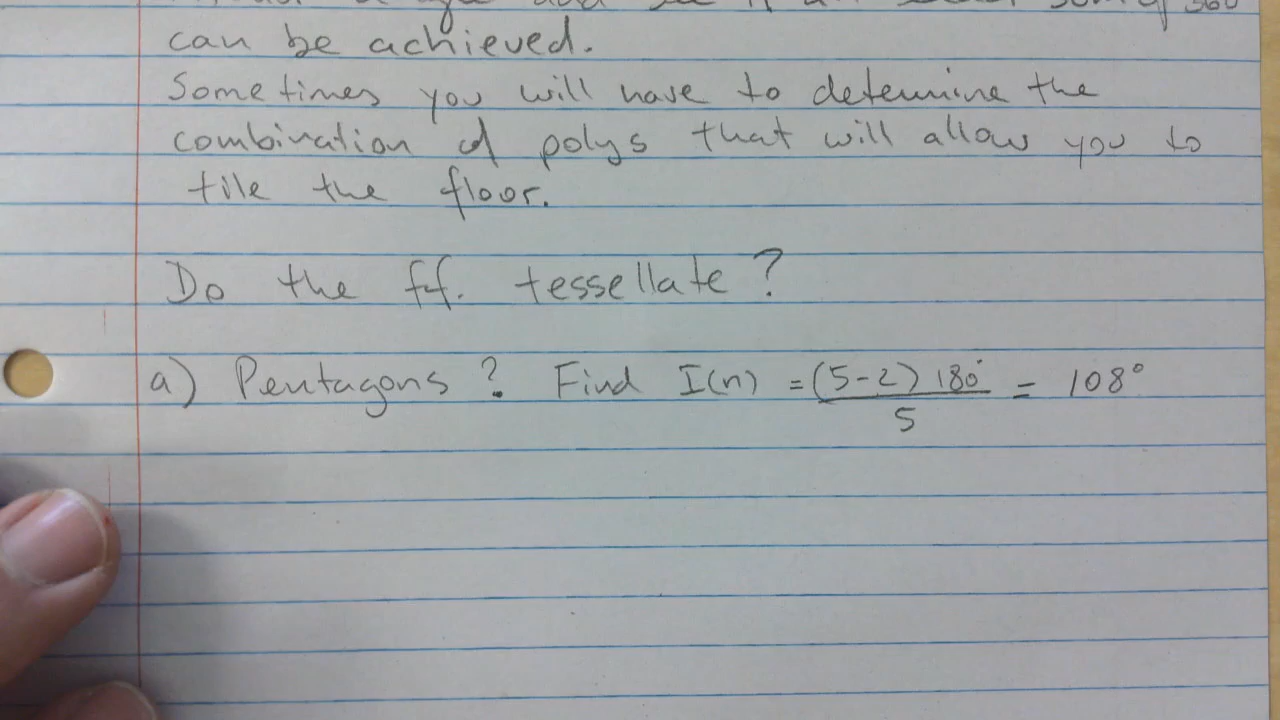 can be achieved.
Sometimes you will have to determine the
combination of polys that will allow you to
tile the floor.
Do the ff. tessellate?
a) Pentagons? Find I(n) = (5-2)180° / 5 = 108°